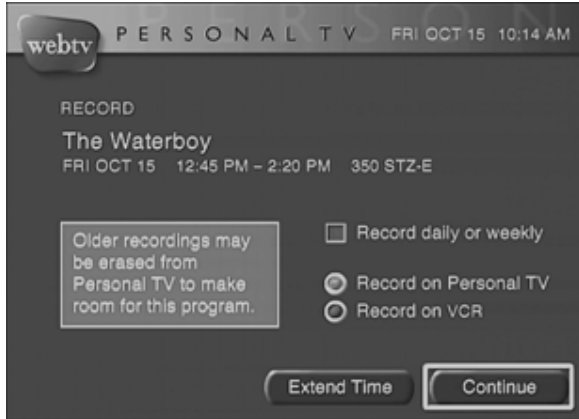 webtv
PERSONAL TV FRI OCT 15 10:14 AM
RECORD
The Waterboy
FRI OCT 15 12:45 PM – 2:20 PM 350 STZ-E
Older recordings may
be erased from
Personal TV to make
room for this program.
Record daily or weekly
Record on Personal TV
Record on VCR
Extend Time
Continue